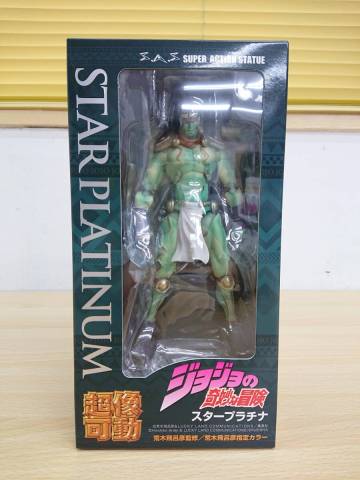 SAS SUPER ACTION STATUE
STAR PLATINUM
超像
可動
ジョジョの
奇妙な冒険
スタープラチナ
荒木飛呂彦監修／荒木飛呂彦指定カラー